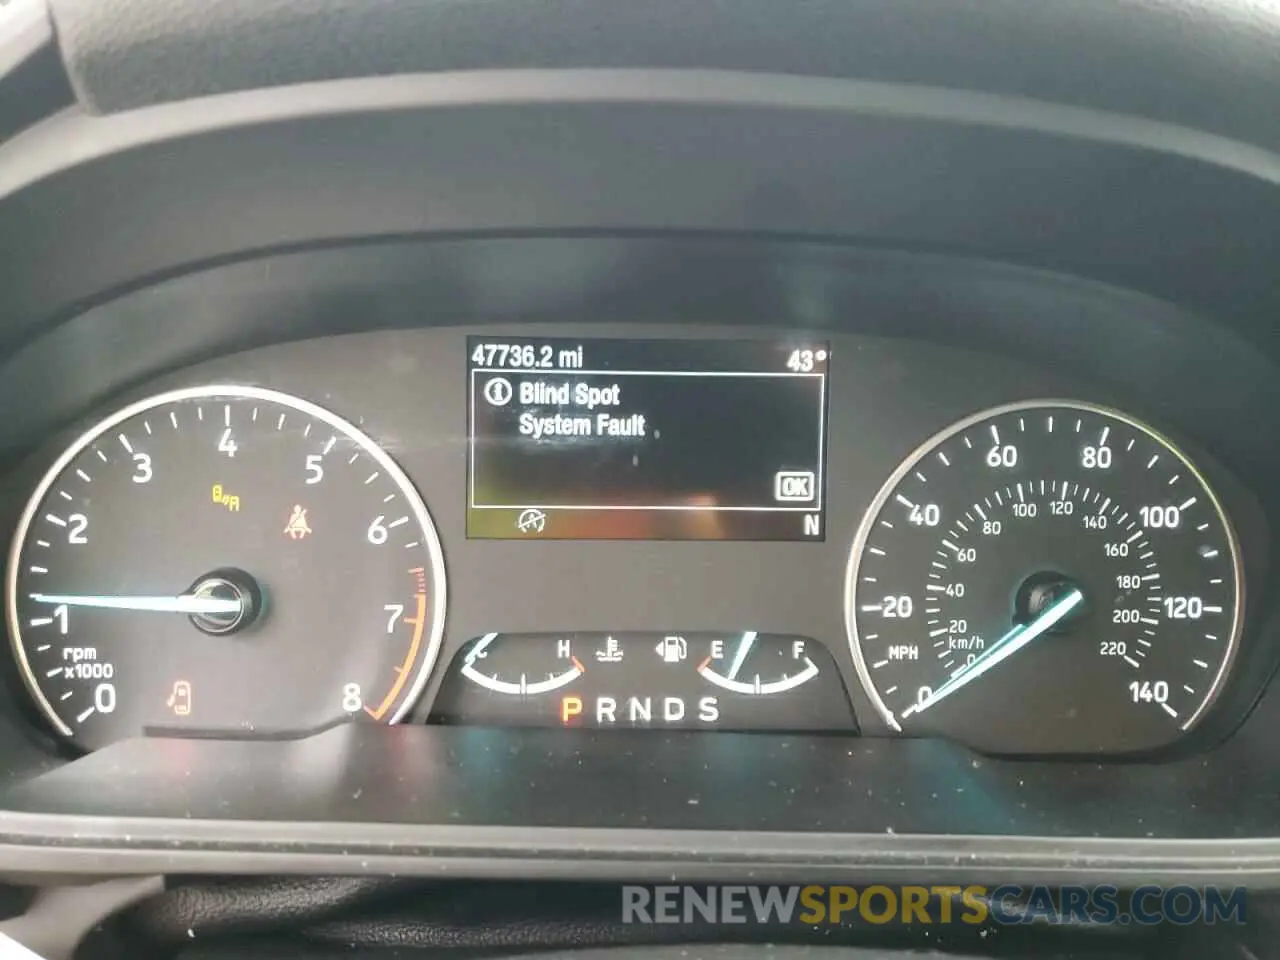 47736.2 mi 43°
Blind Spot
System Fault
OK
A
N
0 1 2 3 4 5 6 7 8
rpm
x1000
A
C H E F
P R N D S
0 20 40 60 80 100 120 140
MPH
0 20 40 60 80 100 120 140 160 180 200 220
km/h
RENEWSPORTSCARS.COM